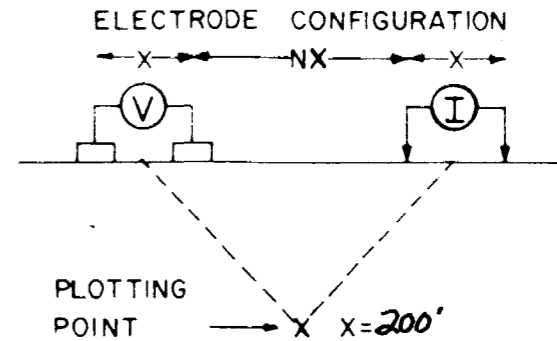 ELECTRODE CONFIGURATION
X NX X
V I
PLOTTING
POINT X X=200'